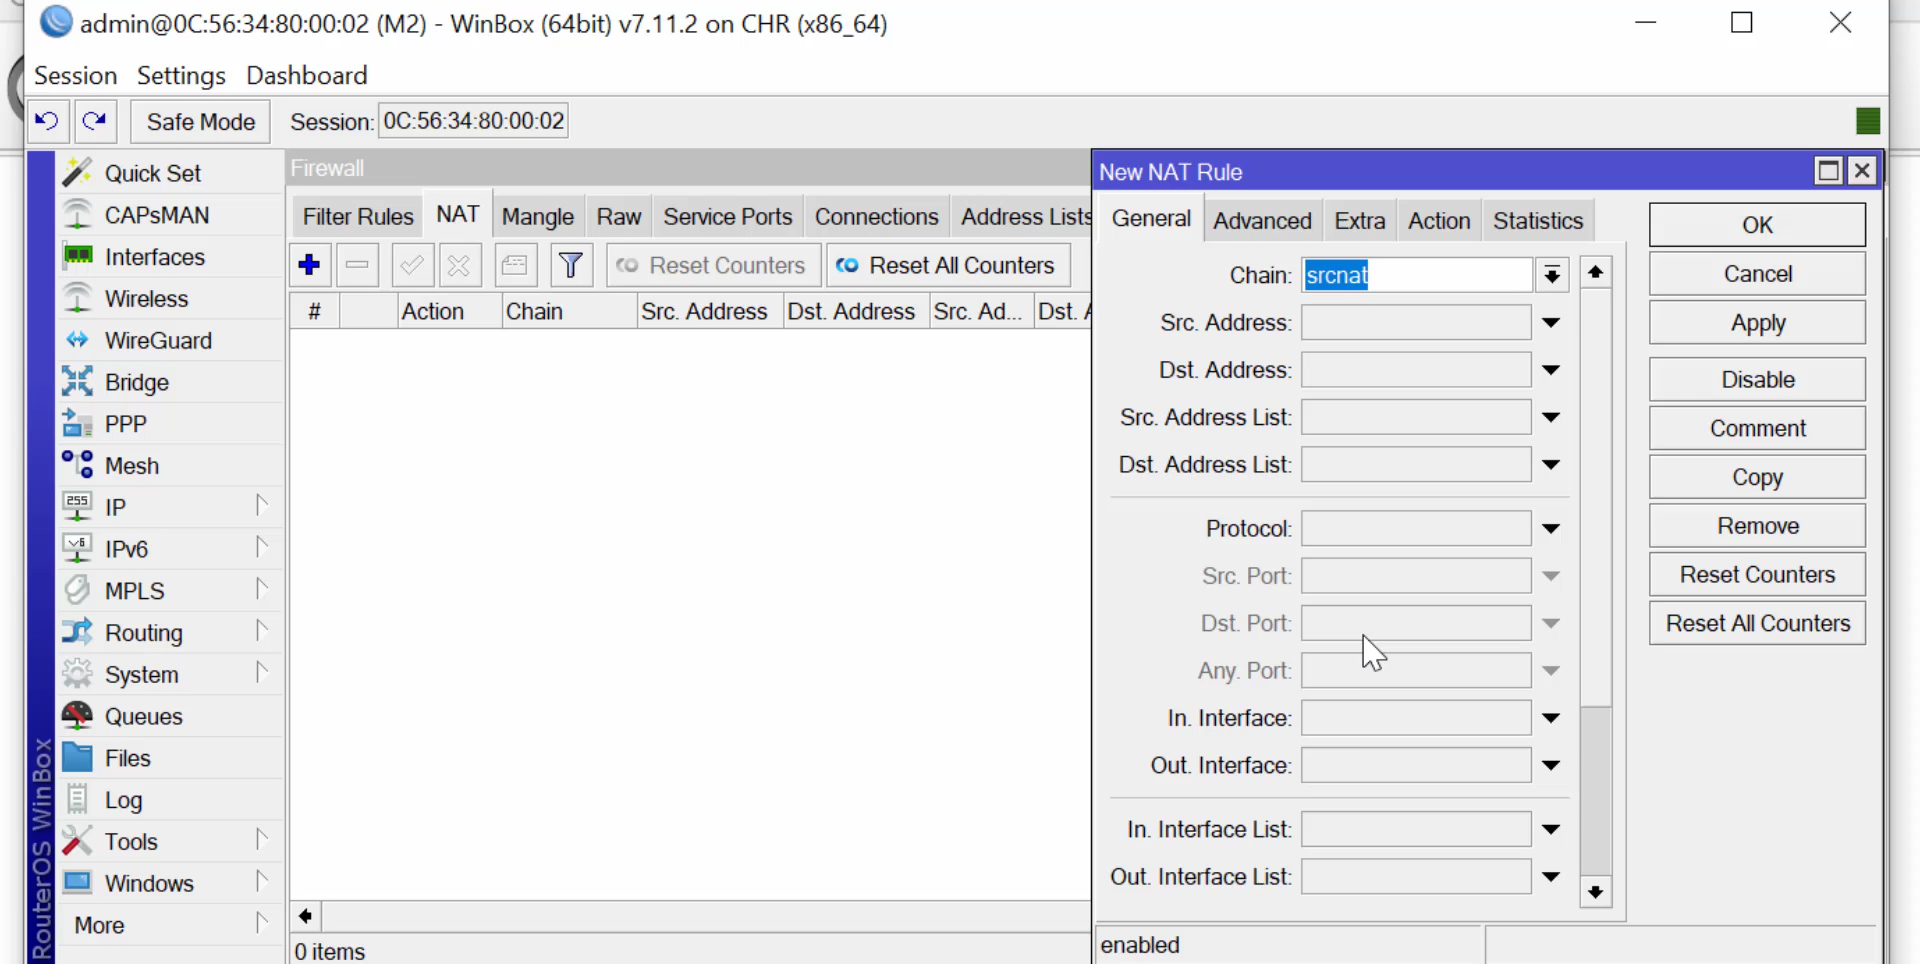 admin@0C:56:34:80:00:02 (M2) - WinBox (64bit) v7.11.2 on CHR (x86_64)
Session Settings Dashboard
Safe Mode Session: 0C:56:34:80:00:02
Quick Set
CAPsMAN
Interfaces
Wireless
WireGuard
Bridge
PPP
Mesh
IP
IPv6
MPLS
Routing
System
Queues
Files
Log
Tools
Windows
More
RouterOS WinBox
Firewall
Filter Rules NAT Mangle Raw Service Ports Connections Address Lists
Reset Counters Reset All Counters
# Action Chain Src. Address Dst. Address Src. Ad... Dst. A
0 items
New NAT Rule
General Advanced Extra Action Statistics
Chain: srcnat
Src. Address:
Dst. Address:
Src. Address List:
Dst. Address List:
Protocol:
Src. Port:
Dst. Port:
Any. Port:
In. Interface:
Out. Interface:
In. Interface List:
Out. Interface List:
OK
Cancel
Apply
Disable
Comment
Copy
Remove
Reset Counters
Reset All Counters
enabled